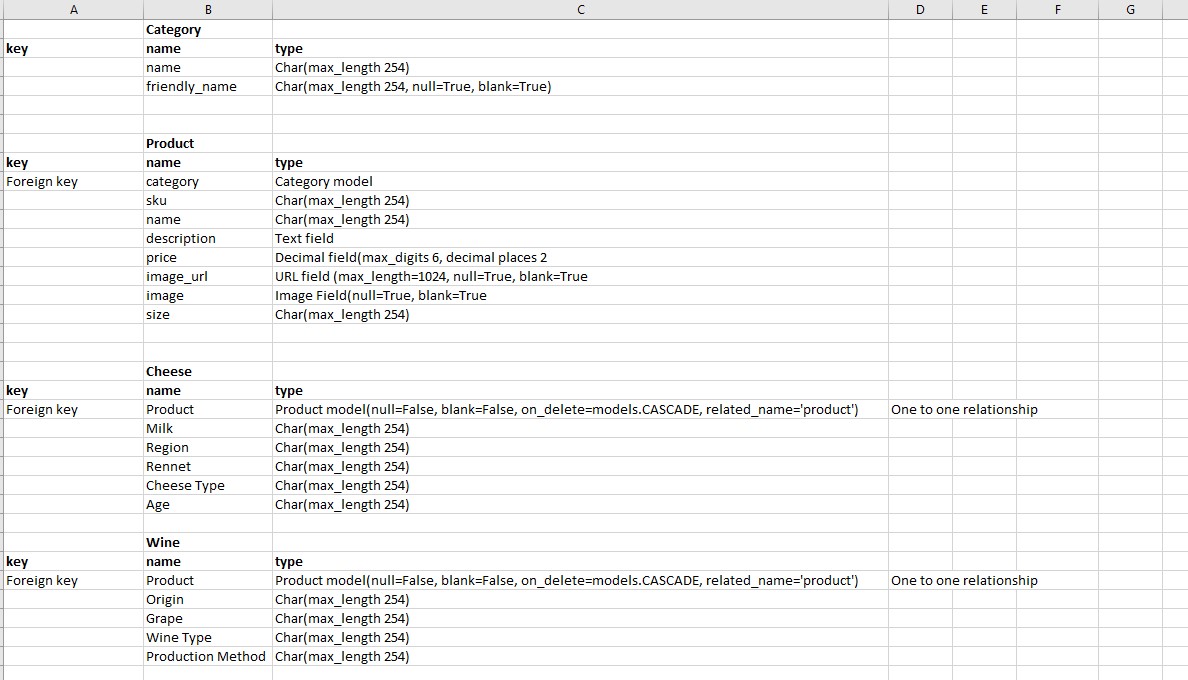 A B C D E F G
Category
key name type
name Char(max_length 254)
friendly_name Char(max_length 254, null=True, blank=True)
Product
key name type
Foreign key category Category model
sku Char(max_length 254)
name Char(max_length 254)
description Text field
price Decimal field(max_digits 6, decimal places 2
image_url URL field (max_length=1024, null=True, blank=True
image Image Field(null=True, blank=True
size Char(max_length 254)
Cheese
key name type
Foreign key Product Product model(null=False, blank=False, on_delete=models.CASCADE, related_name='product') One to one relationship
Milk Char(max_length 254)
Region Char(max_length 254)
Rennet Char(max_length 254)
Cheese Type Char(max_length 254)
Age Char(max_length 254)
Wine
key name type
Foreign key Product Product model(null=False, blank=False, on_delete=models.CASCADE, related_name='product') One to one relationship
Origin Char(max_length 254)
Grape Char(max_length 254)
Wine Type Char(max_length 254)
Production Method Char(max_length 254)